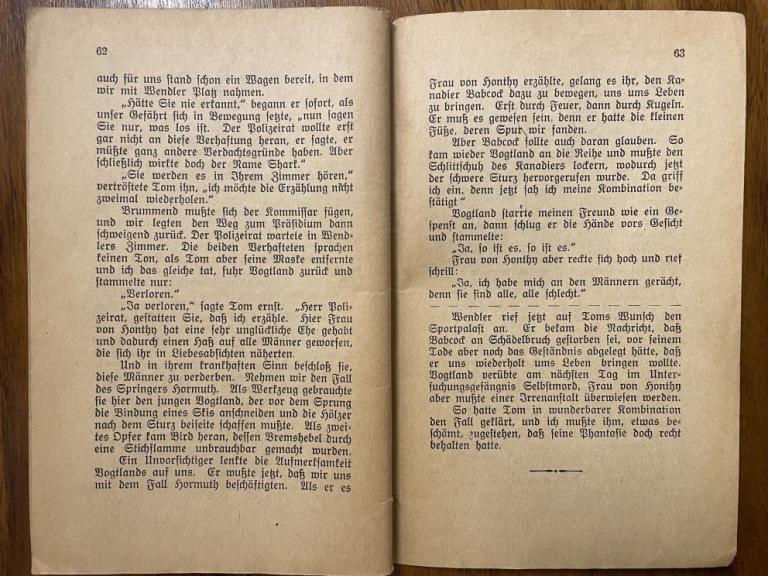 62
auch für uns stand schon ein Wagen bereit, in dem
wir mit Wendler Platz nahmen.
„Hätte Sie nie erkannt,“ begann er sofort, als
unser Gefährt sich in Bewegung setzte, „nun sagen
Sie nur, was los ist. Der Polizeirat wollte erst
gar nicht an diese Verhaftung heran, er sagte, er
müßte ganz andere Verdachtsgründe haben. Aber
schließlich wirkte doch der Name Shark.“
„Sie werden es in Ihrem Zimmer hören,“
vertröstete Tom ihn, „ich möchte die Erzählung nicht
zweimal wiederholen.“
Brummend mußte sich der Kommissar fügen,
und wir legten den Weg zum Präsidium dann
schweigend zurück. Der Polizeirat wartete in Wend-
lers Zimmer. Die beiden Verhafteten sprachen
keinen Ton, als Tom aber seine Maske entfernte
und ich das gleiche tat, fuhr Vogtland zurück und
stammelte nur:
„Verloren.“
„Ja verloren,“ sagte Tom ernst. „Herr Poli-
zeirat, gestatten Sie, daß ich erzähle. Hier Frau
von Honthy hat eine sehr unglückliche Ehe gehabt
und dadurch einen Haß auf alle Männer geworfen,
die sich ihr in Liebesabsichten näherten.
Und in ihrem krankhaften Sinn beschloß sie,
diese Männer zu verderben. Nehmen wir den Fall
des Springers Hormuth. Als Werkzeug gebrauchte
sie hier den jungen Vogtland, der vor dem Sprung
die Bindung eines Skis anschneiden und die Hölzer
nach dem Sturz beiseite schaffen mußte. Als zwei-
tes Opfer kam Bird heran, dessen Bremshebel durch
eine Stichflamme unbrauchbar gemacht wurden.
Ein Unvorsichtiger lenkte die Aufmerksamkeit
Vogtlands auf uns. Er wußte jetzt, daß wir uns
mit dem Fall Hormuth beschäftigten. Als er es
63
Frau von Honthy erzählte, gelang es ihr, den Ka-
nadier Babcock dazu zu bewegen, uns ums Leben
zu bringen. Erst durch Feuer, dann durch Kugeln.
Er muß es gewesen sein, denn er hatte die kleinen
Füße, deren Spur wir fanden.
Aber Babcock sollte auch daran glauben. So
kam wieder Vogtland an die Reihe und mußte den
Schlittschuh des Kanadiers lockern, wodurch jetzt
der schwere Sturz hervorgerufen wurde. Da griff
ich ein, denn jetzt sah ich meine Kombination be-
stätigt“
Vogtland starrte meinen Freund wie ein Ge-
spenst an, dann schlug er die Hände vors Gesicht
und stammelte:
„Ja, so ist es, so ist es.“
Frau von Honthy aber reckte sich hoch und rief
schrill:
„Ja, ich habe mich an den Männern gerächt,
denn sie sind alle, alle schlecht.“
Wendler rief jetzt auf Toms Wunsch den
Sportpalast an. Er bekam die Nachricht, daß
Babcock an Schädelbruch gestorben sei, vor seinem
Tode aber noch das Geständnis abgelegt hätte, daß
er uns wiederholt ums Leben bringen wollte.
Vogtland verübte am nächsten Tag im Unter-
suchungsgefängnis Selbstmord, Frau von Honthy
aber mußte einer Irrenanstalt überwiesen werden.
So hatte Tom in wunderbarer Kombination
den Fall geklärt, und ich mußte ihm, etwas be-
schämt, zugestehen, daß seine Phantasie doch recht
behalten hatte.